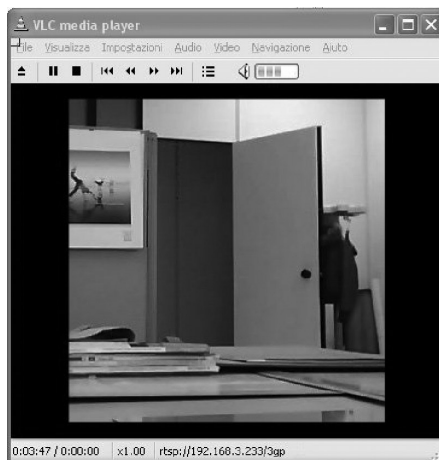 VLC media player
File Visualizza Impostazioni Audio Video Navigazione Aiuto
0:03:47 / 0:00:00 x1.00 rtsp://192.168.3.233/3gp